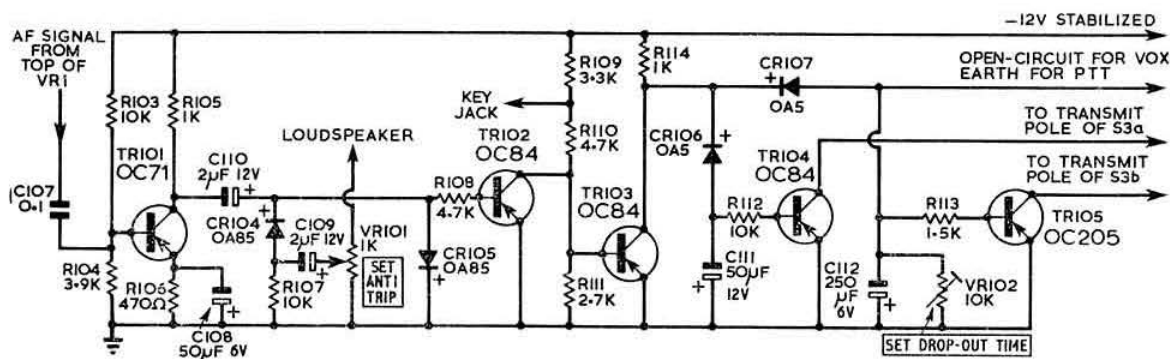 AF SIGNAL
FROM
TOP OF
VR1
R103
10K
R105
1K
TR101
OC71
C107
0.1
R104
3.9K
R106
470Ω
C108
50μF 6V
C110
2μF 12V
LOUDSPEAKER
CR104
OA85
C109
2μF 12V
R107
10K
VR101
1K
SET
ANTI
TRIP
CR105
OA85
R108
4.7K
TR102
OC84
KEY
JACK
R109
3.3K
R110
4.7K
TR103
OC84
R111
2.7K
R114
1K
CR106
OA5
CR107
OA5
R112
10K
C111
50μF
12V
TR104
OC84
C112
250
μF
6V
R113
1.5K
VR102
10K
SET DROP-OUT TIME
TR105
OC205
-12V STABILIZED
OPEN-CIRCUIT FOR VOX
EARTH FOR PTT
TO TRANSMIT
POLE OF S3a
TO TRANSMIT
POLE OF S3b